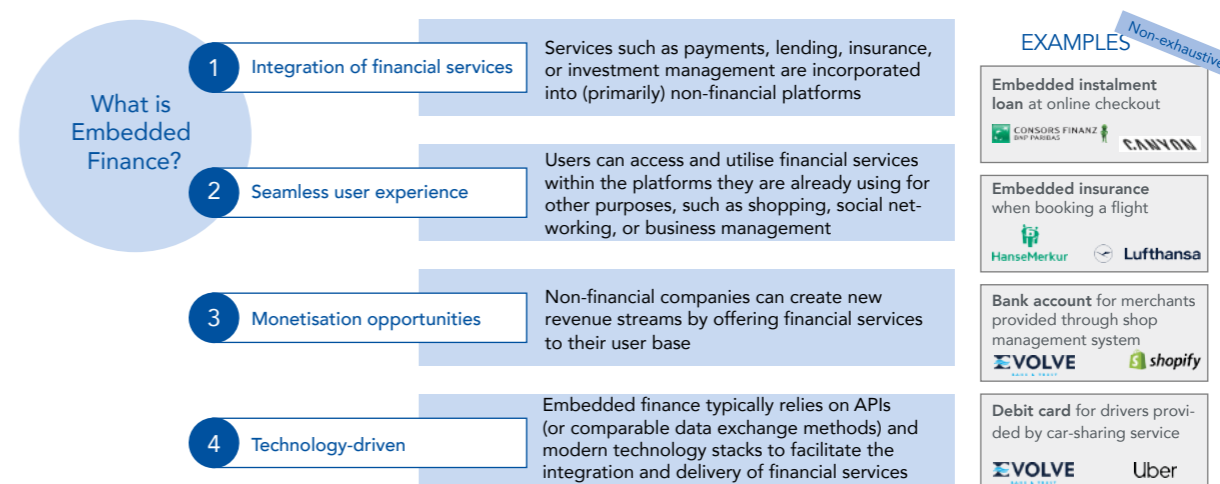 What is
Embedded
Finance?
1
Integration of financial services
Services such as payments, lending, insurance,
or investment management are incorporated
into (primarily) non-financial platforms
2
Seamless user experience
Users can access and utilise financial services
within the platforms they are already using for
other purposes, such as shopping, social net-
working, or business management
3
Monetisation opportunities
Non-financial companies can create new
revenue streams by offering financial services
to their user base
4
Technology-driven
Embedded finance typically relies on APIs
(or comparable data exchange methods) and
modern technology stacks to facilitate the
integration and delivery of financial services
EXAMPLES
Non-exhaustive
Embedded instalment
loan at online checkout
CONSORS FINANZ
BNP PARIBAS
CANYON
Embedded insurance
when booking a flight
HanseMerkur
Lufthansa
Bank account for merchants
provided through shop
management system
EVOLVE
BANK & TRUST
shopify
Debit card for drivers provi-
ded by car-sharing service
EVOLVE
BANK & TRUST
Uber